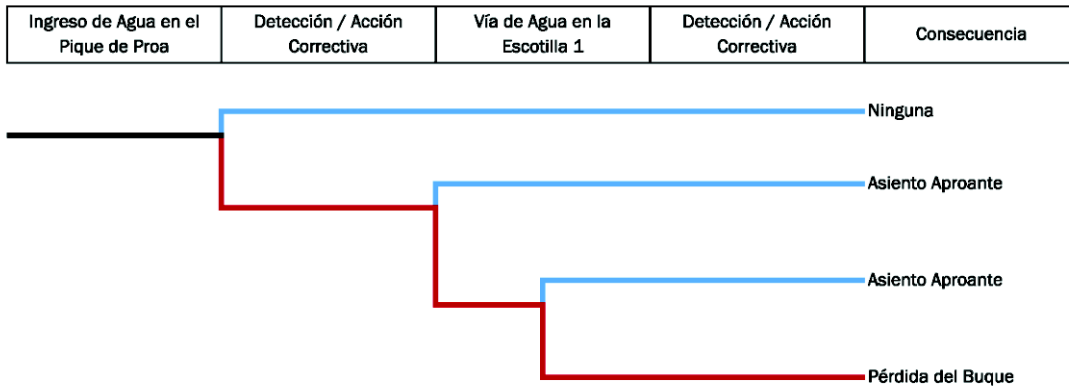 Ingreso de Agua en el
Pique de Proa
Detección / Acción
Correctiva
Vía de Agua en la
Escotilla 1
Detección / Acción
Correctiva
Consecuencia
Ninguna
Asiento Aproante
Asiento Aproante
Pérdida del Buque